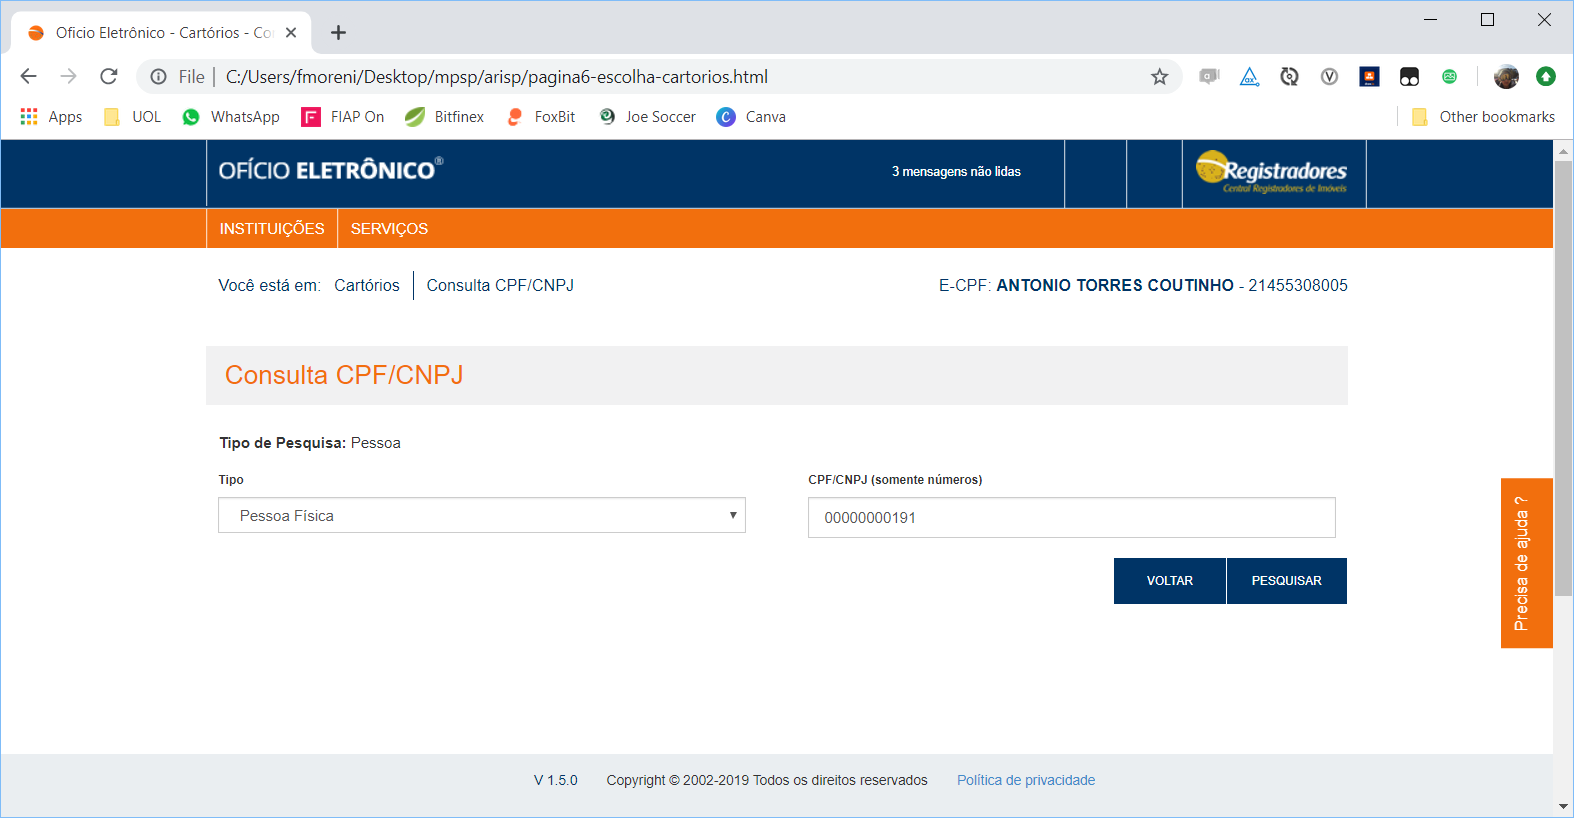 Oficio Eletrônico - Cartórios - Co
File
C:/Users/fmoreni/Desktop/mpsp/arisp/pagina6-escolha-cartorios.html
Apps
UOL
WhatsApp
FIAP On
Bitfinex
FoxBit
Joe Soccer
Canva
Other bookmarks
OFÍCIO ELETRÔNICO®
3 mensagens não lidas
Registradores
Central Registradores de Imóveis
INSTITUIÇÕES
SERVIÇOS
Você está em: Cartórios
Consulta CPF/CNPJ
E-CPF: ANTONIO TORRES COUTINHO - 21455308005
Consulta CPF/CNPJ
Tipo de Pesquisa: Pessoa
Tipo
CPF/CNPJ (somente números)
Pessoa Física
00000000191
VOLTAR
PESQUISAR
Precisa de ajuda ?
V 1.5.0
Copyright © 2002-2019 Todos os direitos reservados
Política de privacidade